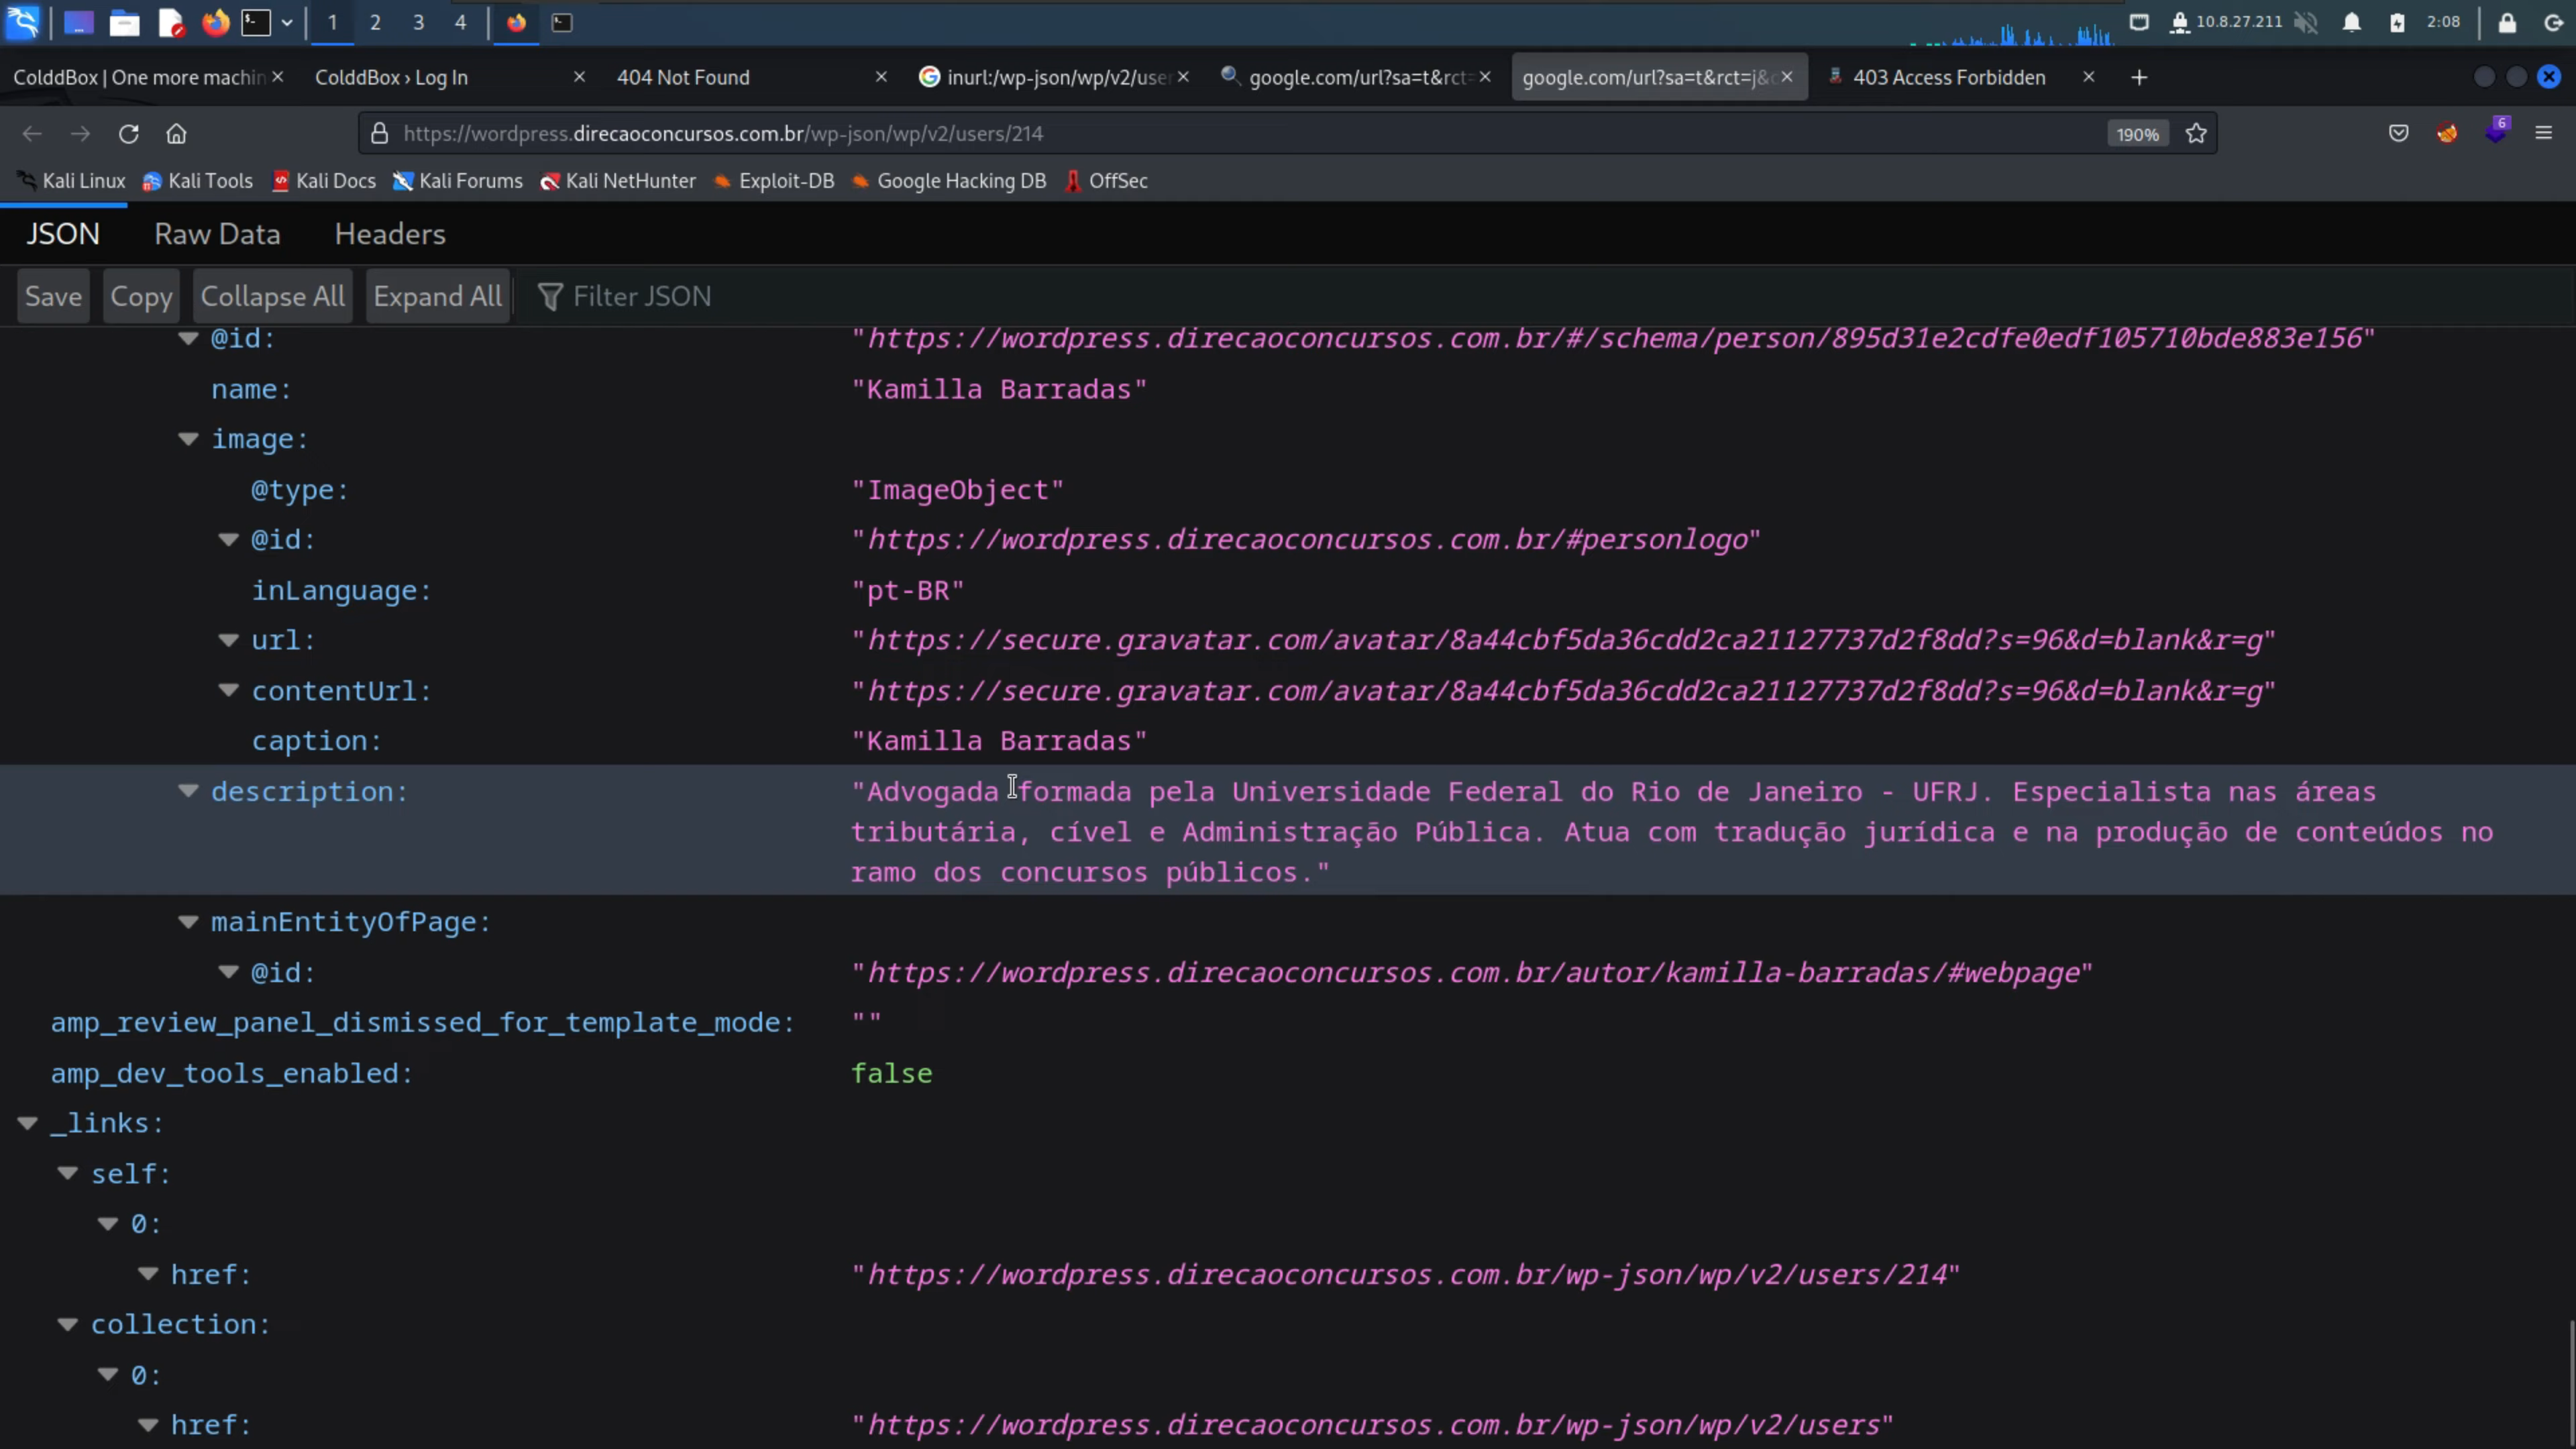 1 2 3 4 10.8.27.211 2:08
ColddBox | One more machin ColddBox › Log In 404 Not Found inurl:/wp-json/wp/v2/user google.com/url?sa=t&rct= google.com/url?sa=t&rct=j& 403 Access Forbidden
https://wordpress.direcaoconcursos.com.br/wp-json/wp/v2/users/214 190% 6
Kali Linux Kali Tools Kali Docs Kali Forums Kali NetHunter Exploit-DB Google Hacking DB OffSec
JSON Raw Data Headers
Save Copy Collapse All Expand All Filter JSON
@id: "https://wordpress.direcaoconcursos.com.br/#/schema/person/895d31e2cdfe0edf105710bde883e156"
name: "Kamilla Barradas"
image:
@type: "ImageObject"
@id: "https://wordpress.direcaoconcursos.com.br/#personlogo"
inLanguage: "pt-BR"
url: "https://secure.gravatar.com/avatar/8a44cbf5da36cdd2ca21127737d2f8dd?s=96&d=blank&r=g"
contentUrl: "https://secure.gravatar.com/avatar/8a44cbf5da36cdd2ca21127737d2f8dd?s=96&d=blank&r=g"
caption: "Kamilla Barradas"
description: "Advogada formada pela Universidade Federal do Rio de Janeiro - UFRJ. Especialista nas áreas
tributária, cível e Administração Pública. Atua com tradução jurídica e na produção de conteúdos no
ramo dos concursos públicos."
mainEntityOfPage:
@id: "https://wordpress.direcaoconcursos.com.br/autor/kamilla-barradas/#webpage"
amp_review_panel_dismissed_for_template_mode: ""
amp_dev_tools_enabled: false
_links:
self:
0:
href: "https://wordpress.direcaoconcursos.com.br/wp-json/wp/v2/users/214"
collection:
0:
href: "https://wordpress.direcaoconcursos.com.br/wp-json/wp/v2/users"